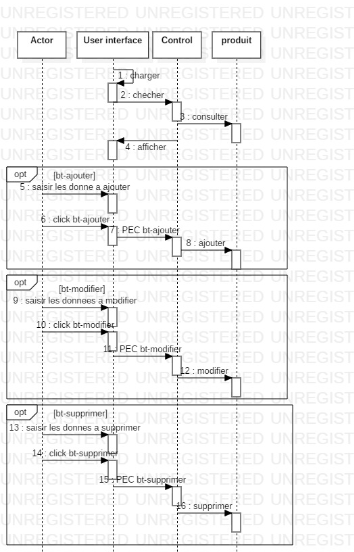 Actor
User interface
Control
produit
1 : charger
2 : checher
3 : consulter
4 : afficher
opt
[bt-ajouter]
5 : saisir les donne a ajouter
6 : click bt-ajouter
7 : PEC bt-ajouter
8 : ajouter
opt
[bt-modifier]
9 : saisir les donnees a modifier
10 : click bt-modifier
11 : PEC bt-modifier
12 : modifier
opt
[bt-supprimer]
13 : saisir les donnes a suprimer
14 : click bt-supprimer
15 : PEC bt-supprimer
16 : supprimer
UNREGISTERED